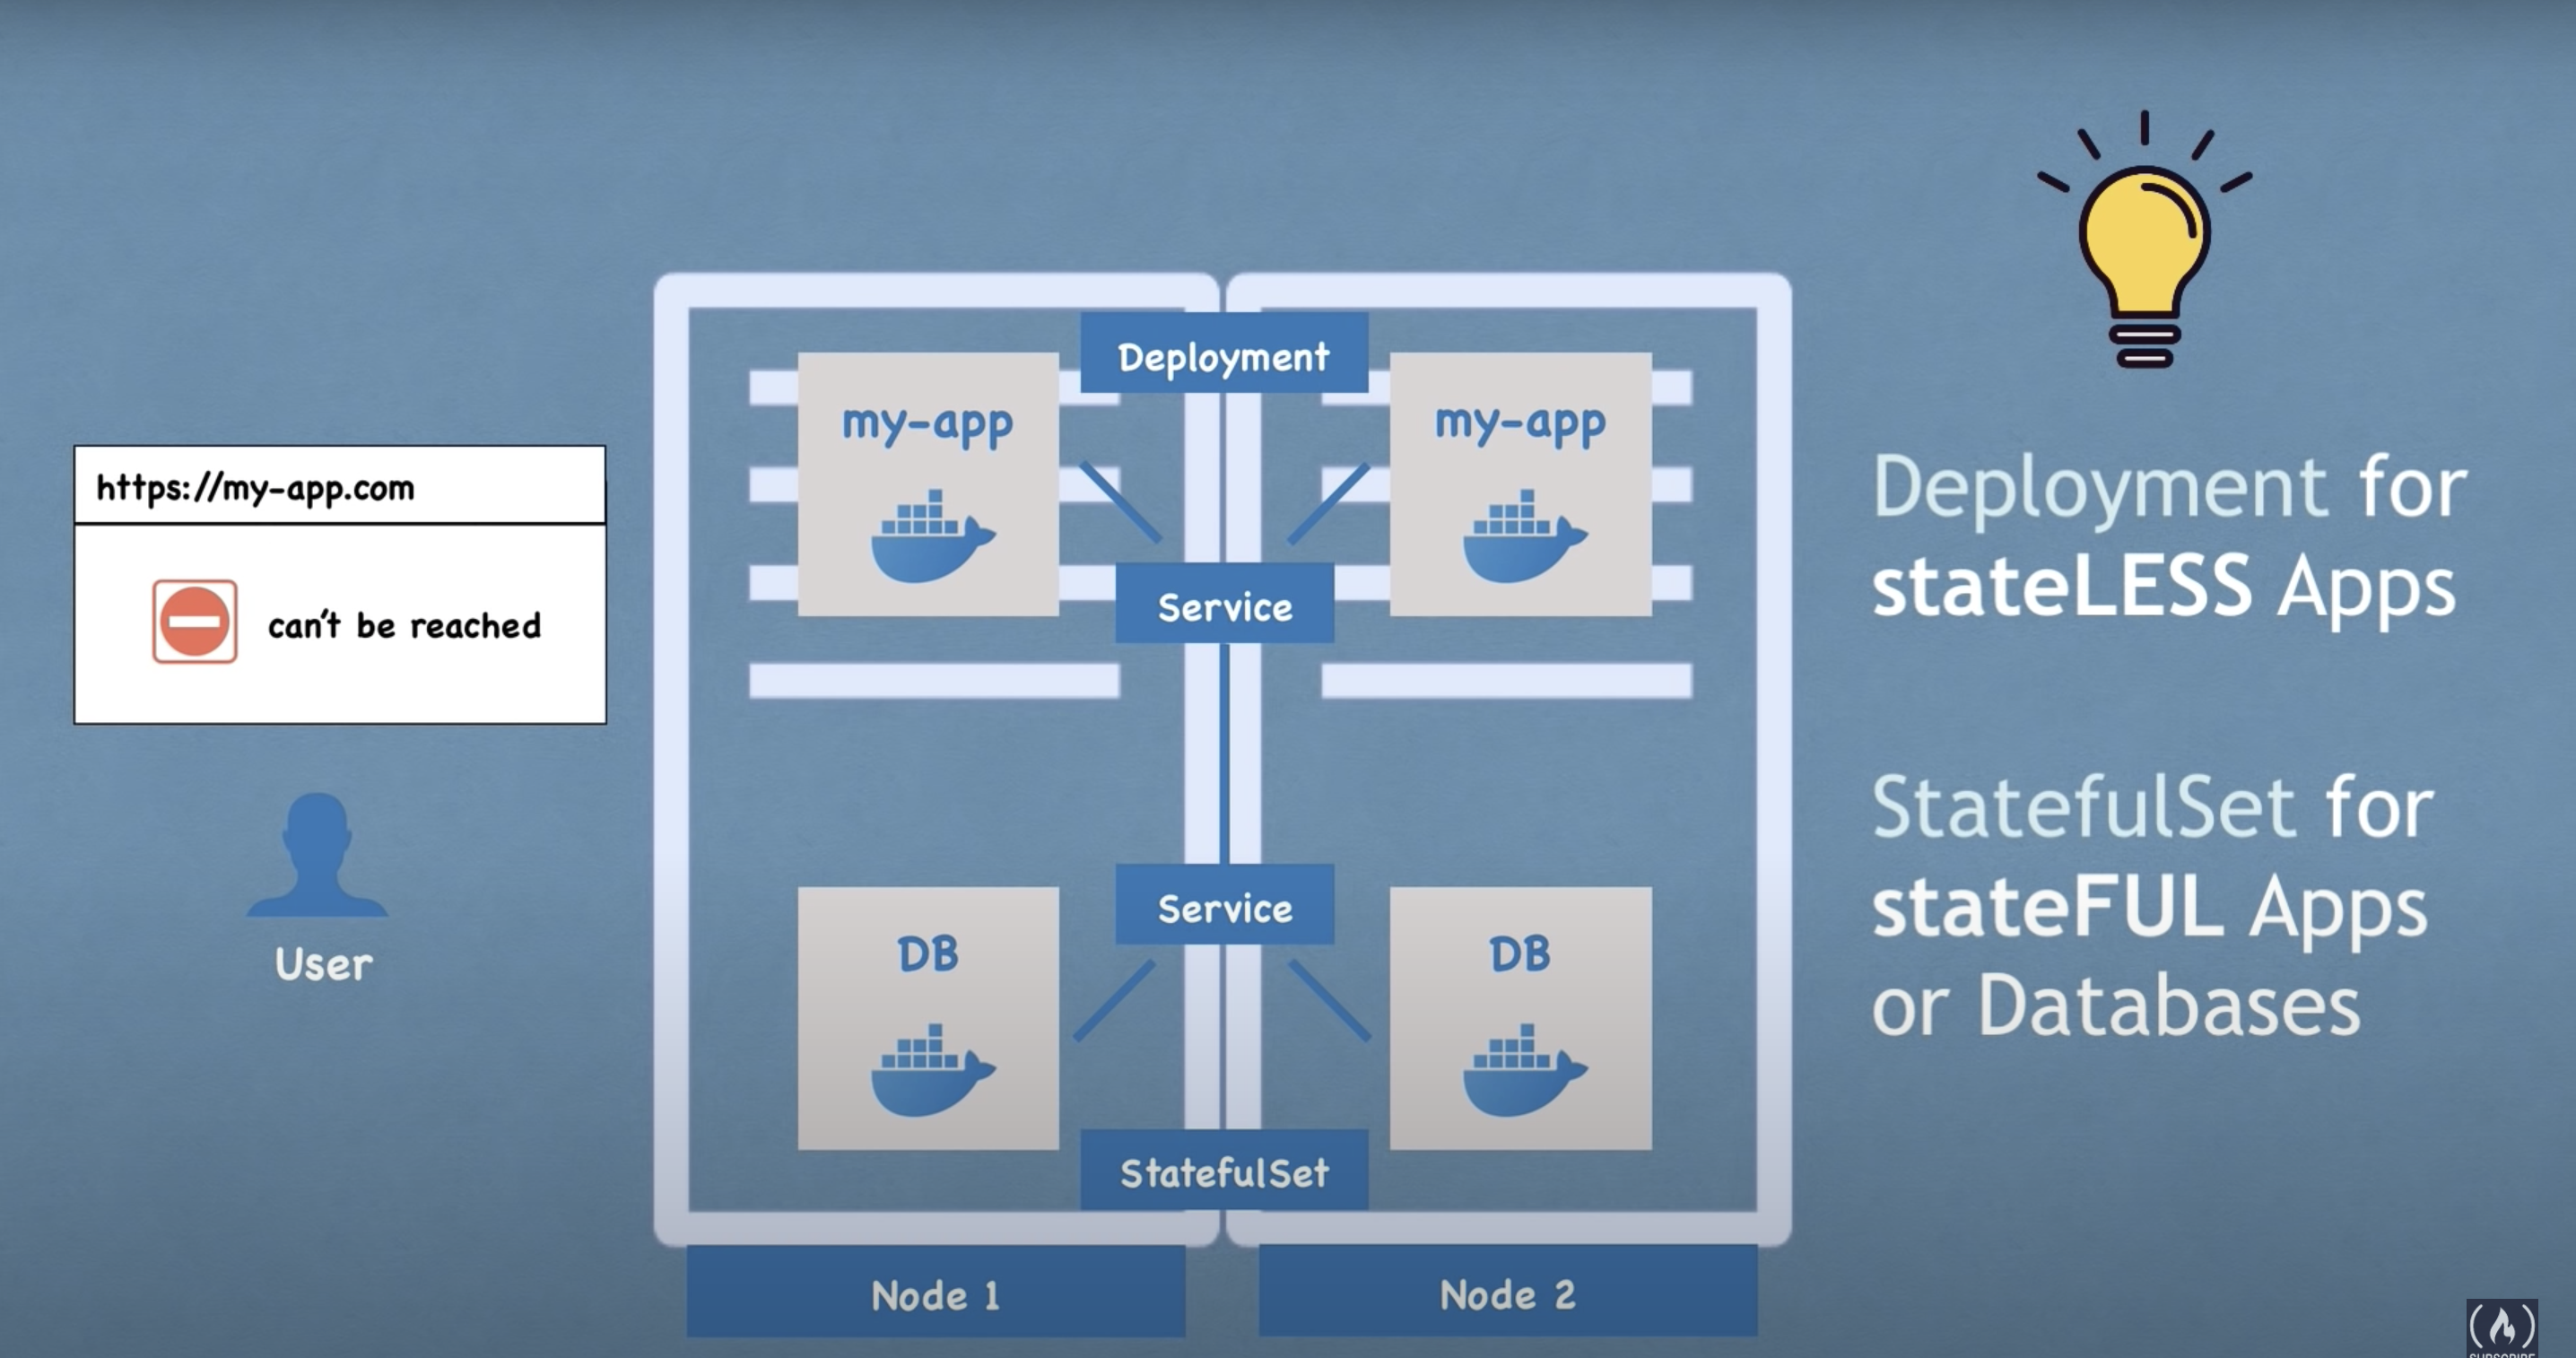 https://my-app.com
can't be reached
User
Deployment
my-app
my-app
Service
Service
DB
DB
StatefulSet
Node 1
Node 2
Deployment for
stateLESS Apps
StatefulSet for
stateFUL Apps
or Databases
SUBSCRIBE